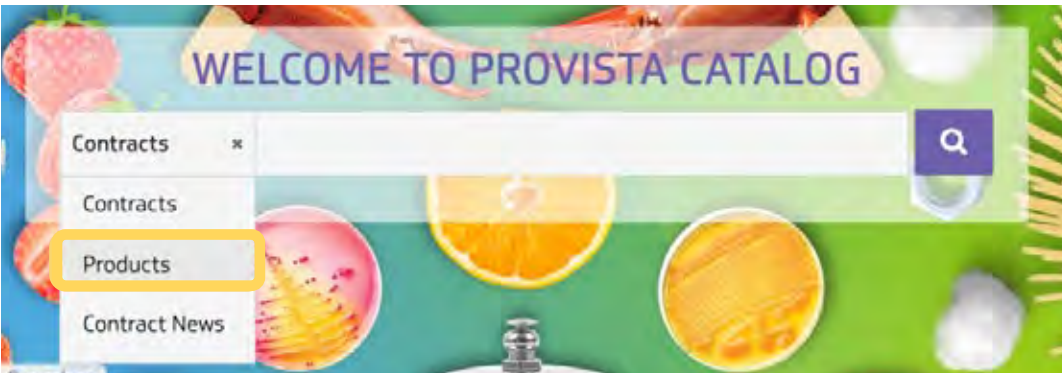 WELCOME TO PROVISTA CATALOG
Contracts ×
Contracts
Products
Contract News